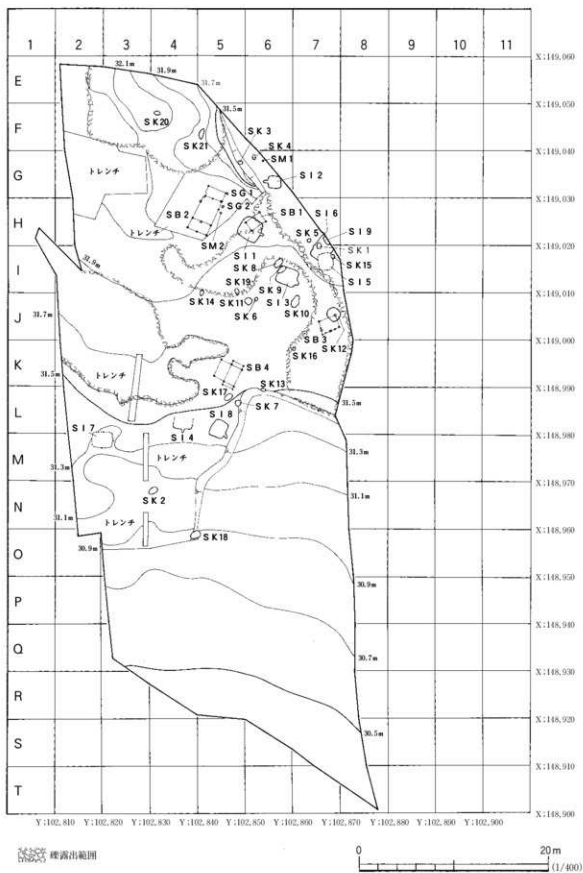 1 2 3 4 5 6 7 8 9 10 11
E
F
G
H
I
J
K
L
M
N
O
P
Q
R
S
T
X:149,060
X:149,050
X:149,040
X:149,030
X:149,020
X:149,010
X:149,000
X:148,990
X:148,980
X:148,970
X:148,960
X:148,950
X:148,940
X:148,930
X:148,920
X:148,910
X:148,900
32.1m
31.9m
31.7m
31.5m
SK20
SK3
SK4
SM1
SK21
SI2
トレンチ
SG1
SG2
SB2
SB1
SI6
トレンチ
SM2
SK5
SI9
SK1
SI1
SK8
SK15
SK19
SI5
31.9m
SK9
SK14
SK11
SI3
SK10
SK6
31.7m
SB3
SK12
SK16
トレンチ
SB4
31.5m
SK17
SK13
31.5m
SI7
SI4
SI8
SK7
31.3m
トレンチ
31.3m
SK2
31.1m
31.1m
トレンチ
30.9m
SK18
30.9m
30.7m
30.5m
Y:102,810 Y:102,820 Y:102,830 Y:102,840 Y:102,850 Y:102,860 Y:102,870 Y:102,880 Y:102,890 Y:102,900
礫露出範囲
0 20m
(1/400)